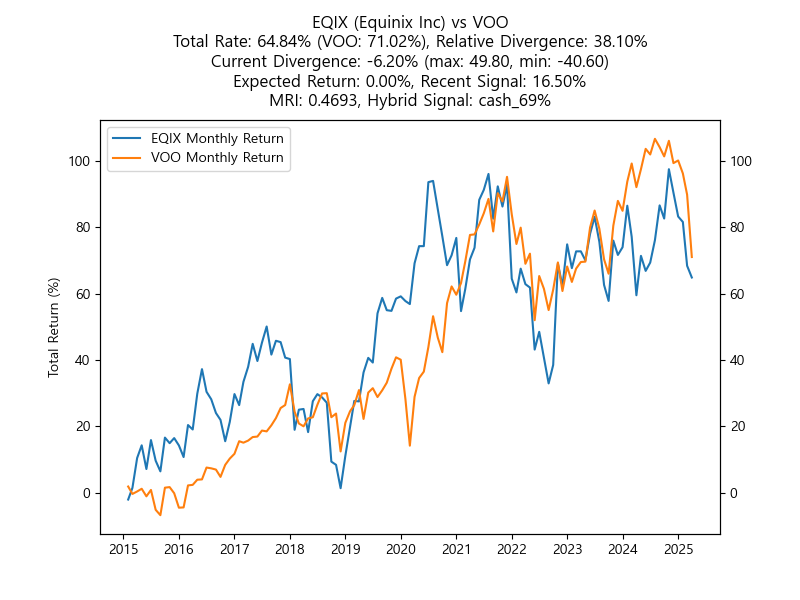 EQIX (Equinix Inc) vs VOO
Total Rate: 64.84% (VOO: 71.02%), Relative Divergence: 38.10%
Current Divergence: -6.20% (max: 49.80, min: -40.60)
Expected Return: 0.00%, Recent Signal: 16.50%
MRI: 0.4693, Hybrid Signal: cash_69%
EQIX Monthly Return
VOO Monthly Return
Total Return (%)
100
80
60
40
20
0
100
80
60
40
20
0
2015 2016 2017 2018 2019 2020 2021 2022 2023 2024 2025